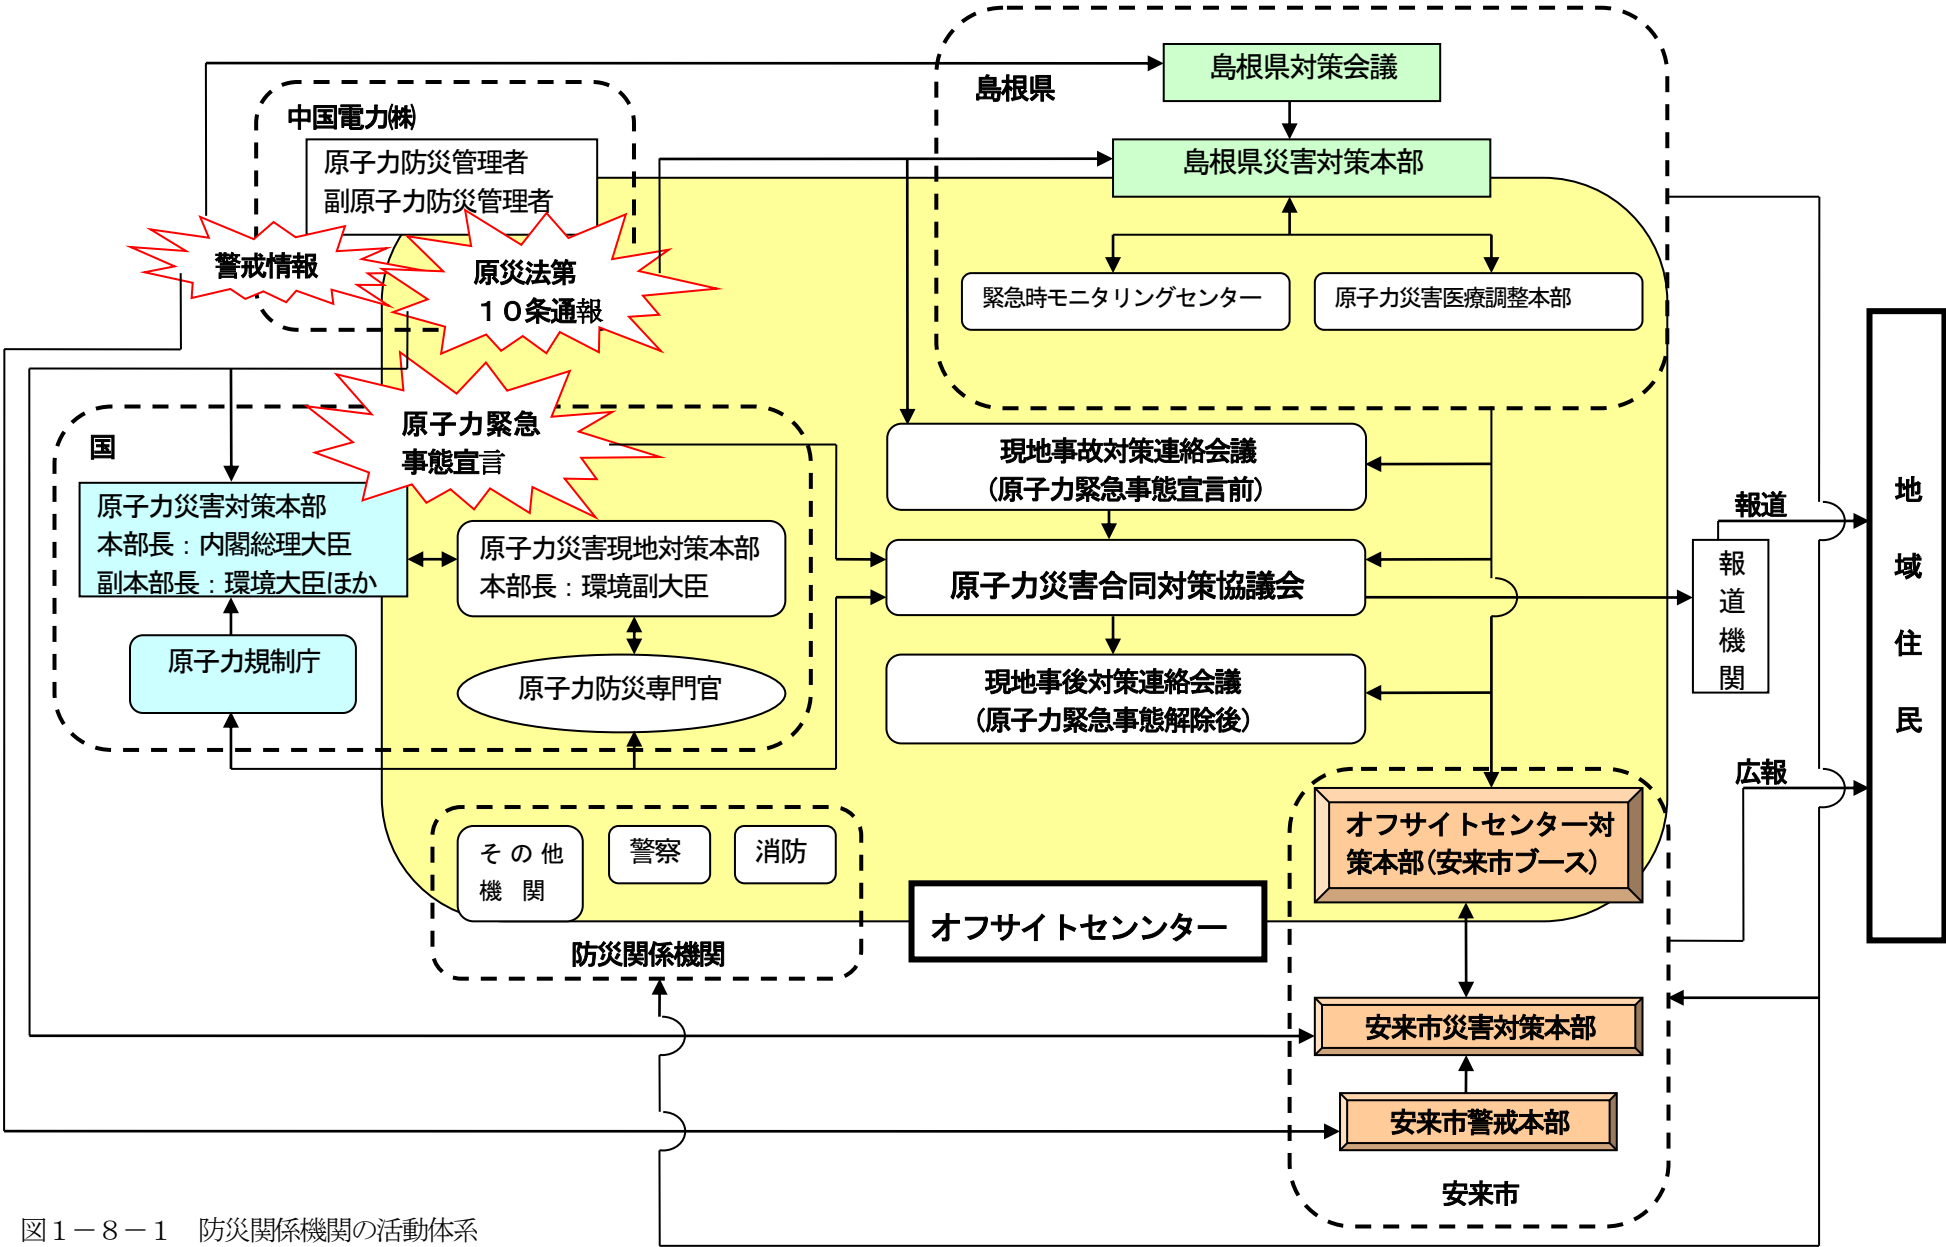 島根県対策会議
島根県
中国電力㈱
原子力防災管理者
副原子力防災管理者
島根県災害対策本部
警戒情報
原災法第
１０条通報
緊急時モニタリングセンター
原子力災害医療調整本部
原子力緊急
事態宣言
国
現地事故対策連絡会議
（原子力緊急事態宣言前）
原子力災害対策本部
本部長：内閣総理大臣
副本部長：環境大臣ほか
原子力災害現地対策本部
本部長：環境副大臣
原子力災害合同対策協議会
報道
報
道
機
関
地
域
住
民
原子力規制庁
原子力防災専門官
現地事後対策連絡会議
（原子力緊急事態解除後）
広報
その他
機　関
警察
消防
オフサイトセンター対
策本部（安来市ブース）
オフサイトセンンター
防災関係機関
安来市災害対策本部
安来市警戒本部
安来市
図１－８－１　防災関係機関の活動体系